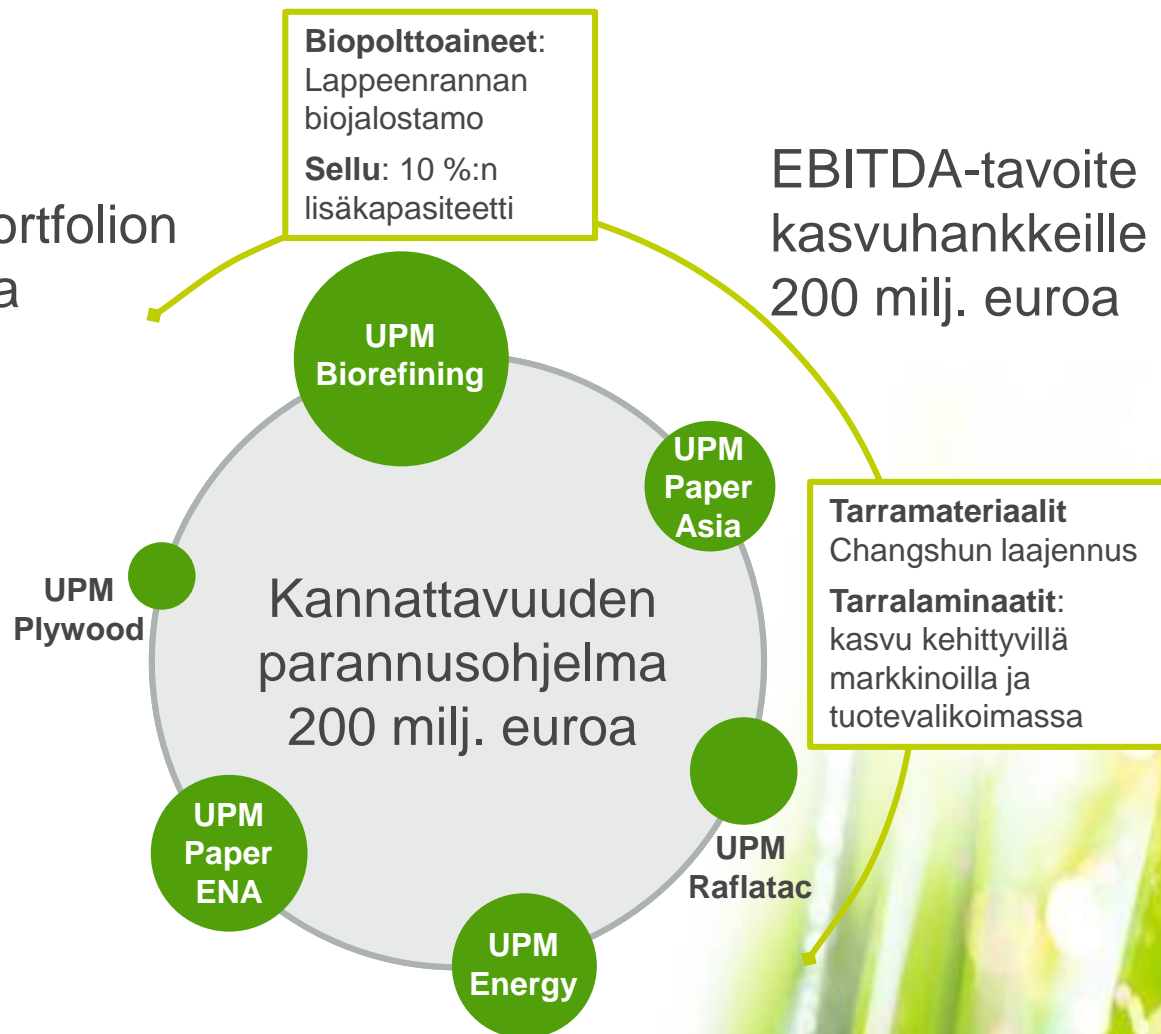 Biopolttoaineet:
Lappeenrannan
biojalostamo
Sellu: 10 %:n
lisäkapasiteetti
EBITDA-tavoite
kasvuhankkeille
200 milj. euroa
UPM
Biorefining
UPM
Paper
Asia
Tarramateriaalit
Changshun laajennus
Tarralaminaatit:
kasvu kehittyvillä
markkinoilla ja
tuotevalikoimassa
UPM
Plywood
Kannattavuuden
parannusohjelma
200 milj. euroa
UPM
Raflatac
UPM
Paper
ENA
UPM
Energy